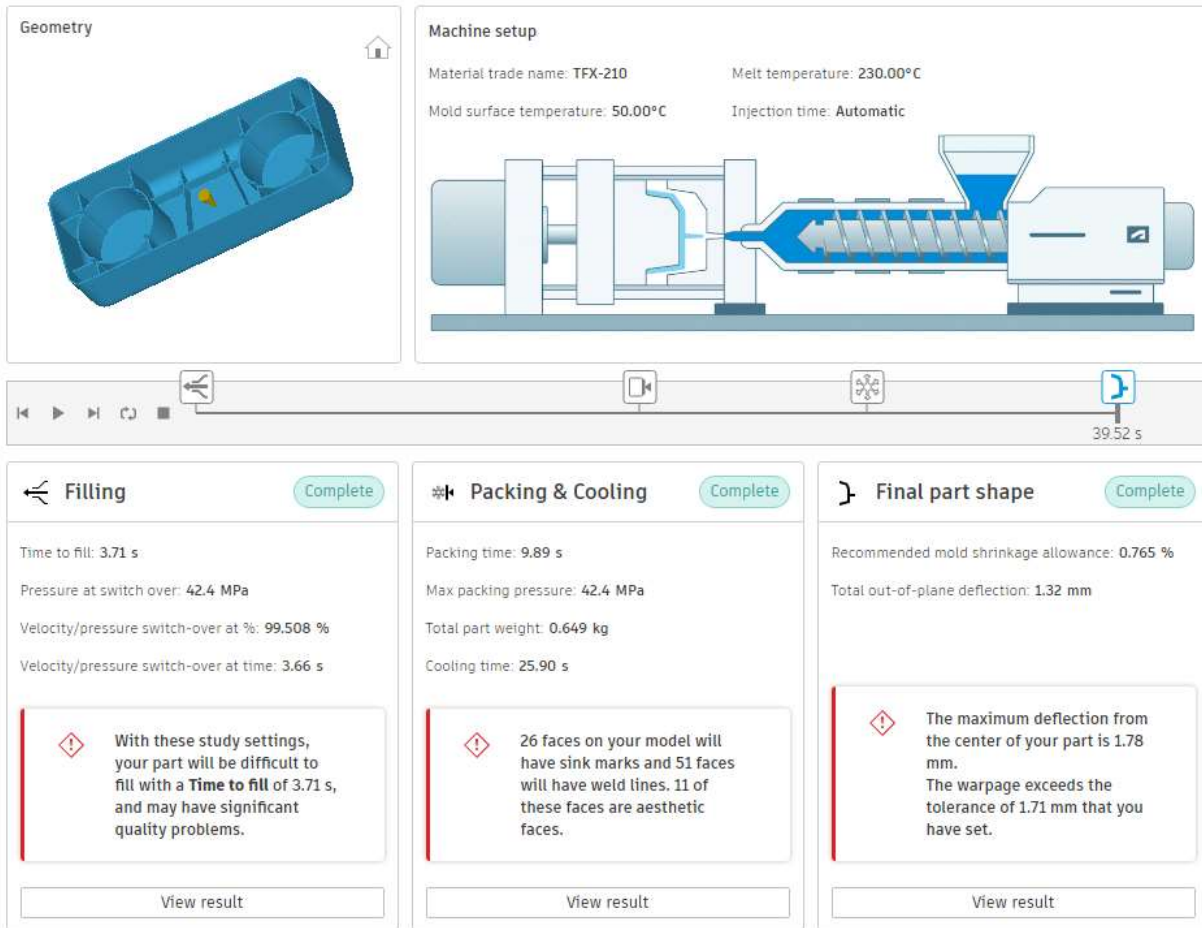 Geometry
Machine setup
Material trade name: TFX-210
Melt temperature: 230.00°C
Mold surface temperature: 50.00°C
Injection time: Automatic
39.52 s
Filling
Complete
Time to fill: 3.71 s
Pressure at switch over: 42.4 MPa
Velocity/pressure switch-over at %: 99.508 %
Velocity/pressure switch-over at time: 3.66 s
With these study settings,
your part will be difficult to
fill with a Time to fill of 3.71 s,
and may have significant
quality problems.
View result
Packing & Cooling
Complete
Packing time: 9.89 s
Max packing pressure: 42.4 MPa
Total part weight: 0.649 kg
Cooling time: 25.90 s
26 faces on your model will
have sink marks and 51 faces
will have weld lines. 11 of
these faces are aesthetic
faces.
View result
Final part shape
Complete
Recommended mold shrinkage allowance: 0.765 %
Total out-of-plane deflection: 1.32 mm
The maximum deflection from
the center of your part is 1.78
mm.
The warpage exceeds the
tolerance of 1.71 mm that you
have set.
View result